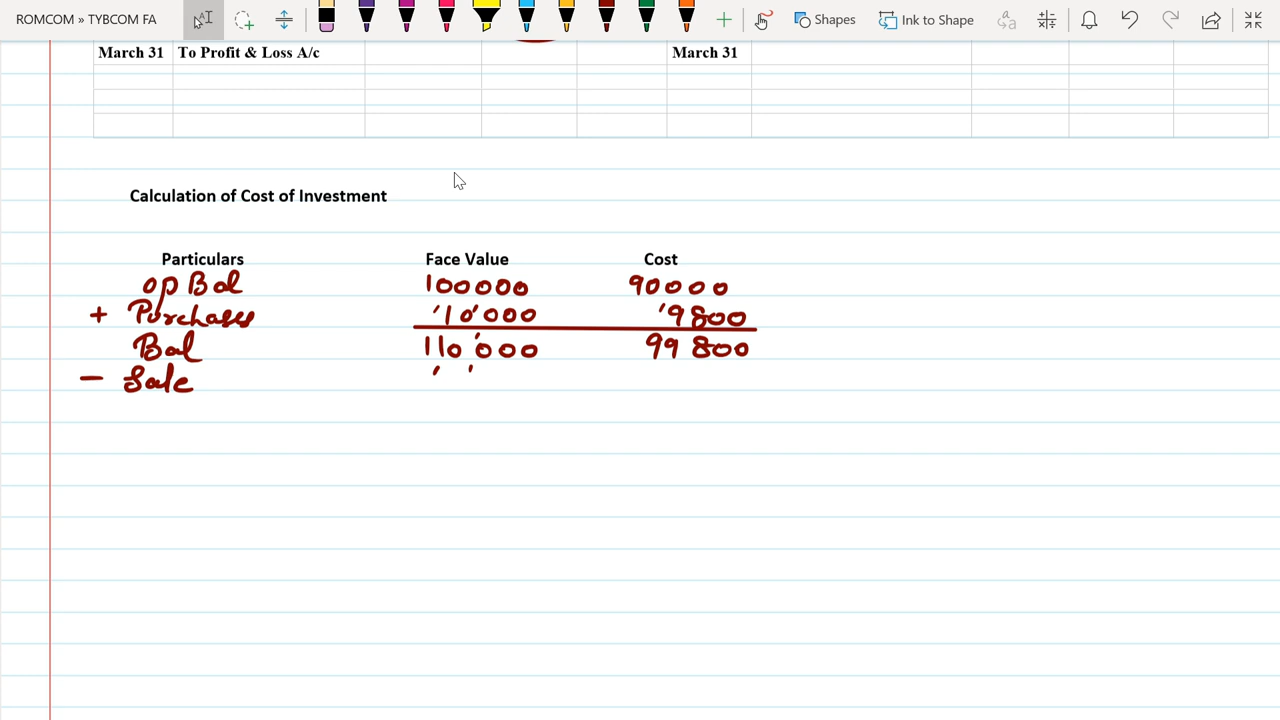 ROMCOM » TYBCOM FA Shapes Ink to Shape
March 31 To Profit & Loss A/c March 31
Calculation of Cost of Investment
Particulars Face Value Cost
op Bal 100000 90000
+ Purchases 10000 9800
Bal 110000 99800
- Sale